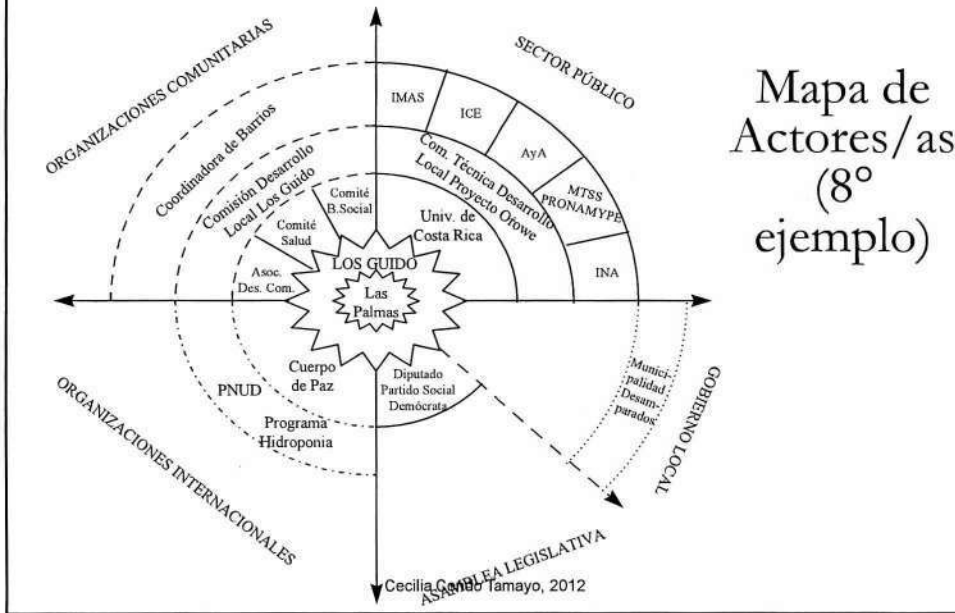 Mapa de
Actores/as
(8°
ejemplo)
ORGANIZACIONES COMUNITARIAS
Coordinadora de Barrios
Comisión Desarrollo
Local Los Guido
Comité
B.Social
Comité
Salud
Asoc.
Des. Com.
SECTOR PÚBLICO
IMAS
ICE
AyA
MTSS
PRONAMYPE
INA
Com. Técnica Desarrollo
Local Proyecto Ofowe
Univ. de
Costa Rica
LOS GUIDO
Las
Palmas
ORGANIZACIONES INTERNACIONALES
PNUD
Cuerpo
de Paz
Programa
Hidroponia
Diputado
Partido Social
Demócrata
Munici-
palidad
Desam-
parados
GOBIERNO LOCAL
ASAMBLEA LEGISLATIVA
Cecilia Tamayo, 2012